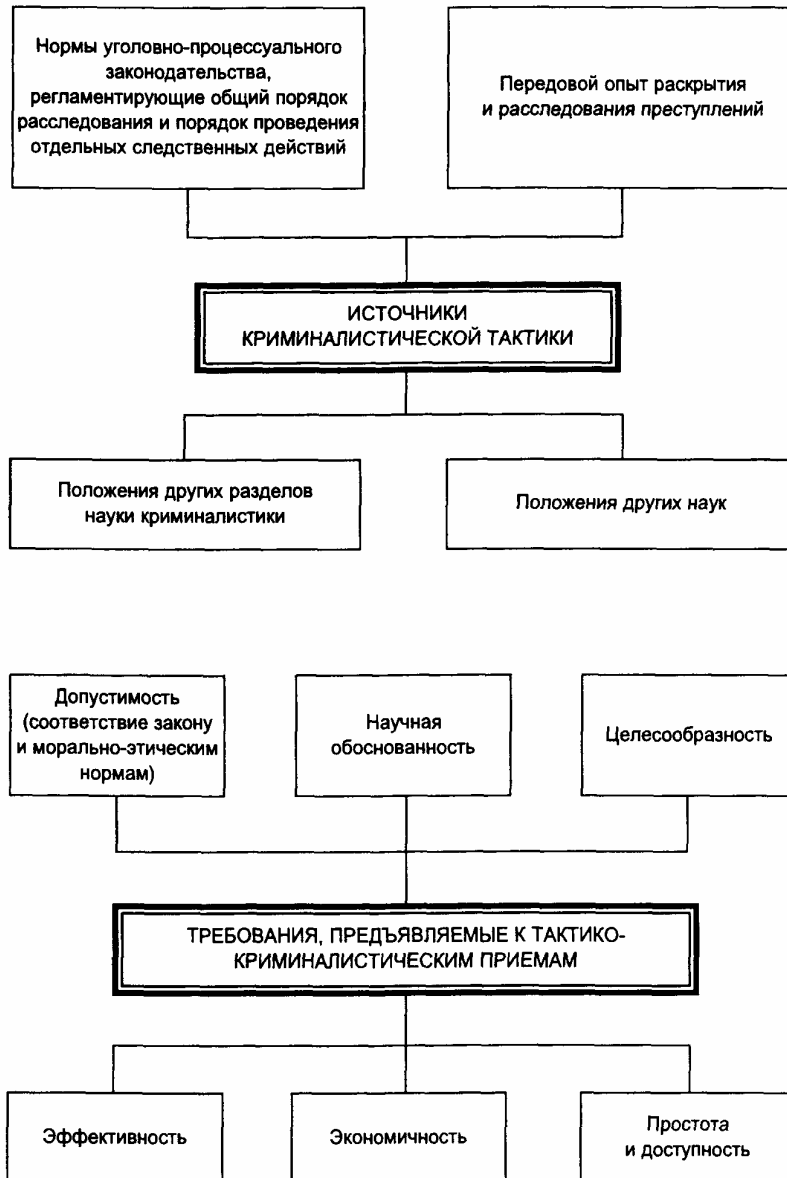 Нормы уголовно-процессуального
законодательства,
регламентирующие общий порядок
расследования и порядок проведения
отдельных следственных действий
Передовой опыт раскрытия
и расследования преступлений
ИСТОЧНИКИ
КРИМИНАЛИСТИЧЕСКОЙ ТАКТИКИ
Положения других разделов
науки криминалистики
Положения других наук
Допустимость
(соответствие закону
и морально-этическим
нормам)
Научная
обоснованность
Целесообразность
ТРЕБОВАНИЯ, ПРЕДЪЯВЛЯЕМЫЕ К ТАКТИКО-
КРИМИНАЛИСТИЧЕСКИМ ПРИЕМАМ
Эффективность
Экономичность
Простота
и доступность